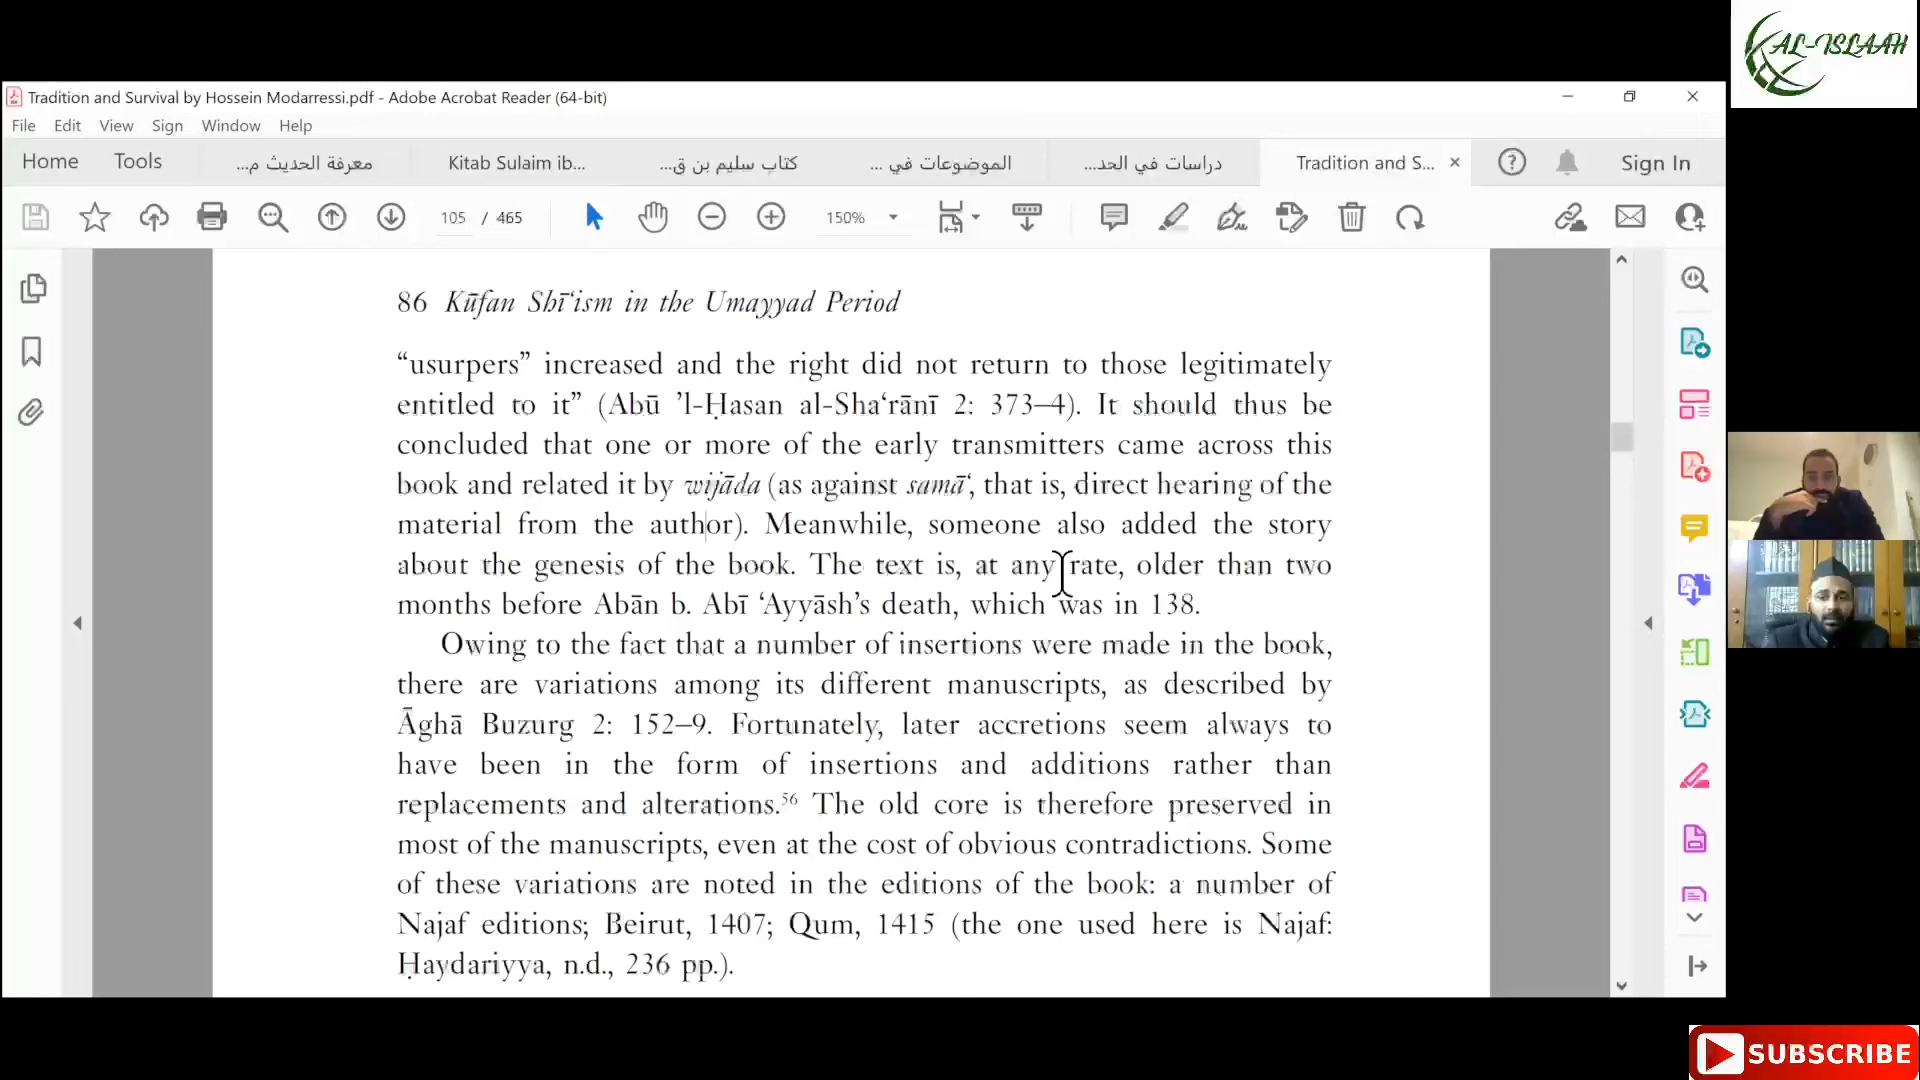 AL-ISLAAH
Tradition and Survival by Hossein Modarressi.pdf - Adobe Acrobat Reader (64-bit)
File Edit View Sign Window Help
Home Tools معرفة الحديث م... Kitab Sulaim ib... كتاب سليم بن ق... الموضوعات في ... دراسات في الحد... Tradition and S... Sign In
105 / 465 150%
86 Kūfan Shī‘ism in the Umayyad Period
“usurpers” increased and the right did not return to those legitimately
entitled to it” (Abū ’l-Ḥasan al-Sha‘rānī 2: 373–4). It should thus be
concluded that one or more of the early transmitters came across this
book and related it by wijāda (as against samā‘, that is, direct hearing of the
material from the author). Meanwhile, someone also added the story
about the genesis of the book. The text is, at any rate, older than two
months before Abān b. Abī ‘Ayyāsh’s death, which was in 138.
Owing to the fact that a number of insertions were made in the book,
there are variations among its different manuscripts, as described by
Āghā Buzurg 2: 152–9. Fortunately, later accretions seem always to
have been in the form of insertions and additions rather than
replacements and alterations.56 The old core is therefore preserved in
most of the manuscripts, even at the cost of obvious contradictions. Some
of these variations are noted in the editions of the book: a number of
Najaf editions; Beirut, 1407; Qum, 1415 (the one used here is Najaf:
Ḥaydariyya, n.d., 236 pp.).
SUBSCRIBE